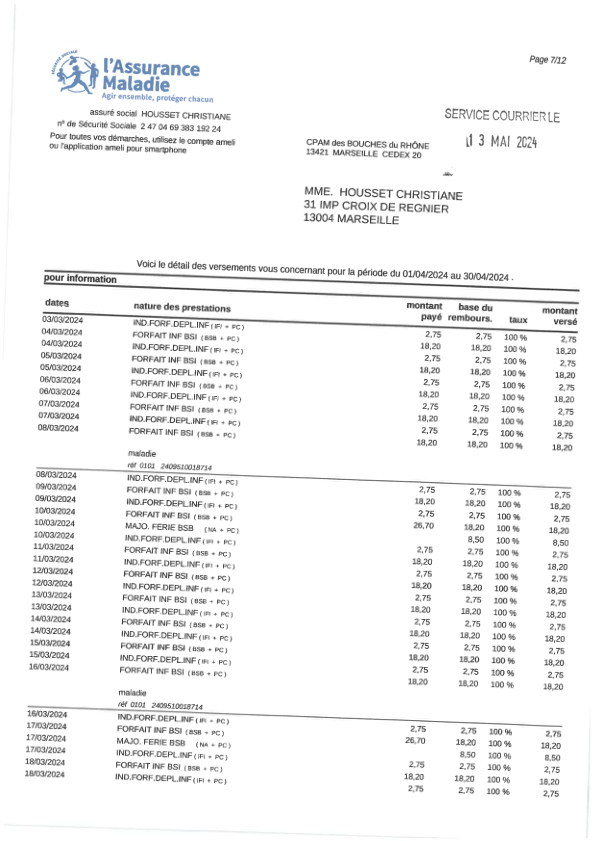 Page 7/12
SÉCURITÉ SOCIALE
l'Assurance
Maladie
Agir ensemble, protéger chacun
assuré social HOUSSET CHRISTIANE
n° de Sécurité Sociale 2 47 04 69 383 192 24
Pour toutes vos démarches, utilisez le compte ameli
ou l'application ameli pour smartphone
SERVICE COURRIER LE
13 MAI 2024
CPAM des BOUCHES du RHÔNE
13421 MARSEILLE CEDEX 20
MME. HOUSSET CHRISTIANE
31 IMP CROIX DE REGNIER
13004 MARSEILLE
Voici le détail des versements vous concernant pour la période du 01/04/2024 au 30/04/2024 .
pour information
dates nature des prestations montant payé base du rembours. taux montant versé
03/03/2024 IND.FORF.DEPL.INF ( IFI + PC ) 2,75 2,75 100 % 2,75
04/03/2024 FORFAIT INF BSI ( BSB + PC ) 18,20 18,20 100 % 18,20
04/03/2024 IND.FORF.DEPL.INF ( IFI + PC ) 2,75 2,75 100 % 2,75
05/03/2024 FORFAIT INF BSI ( BSB + PC ) 18,20 18,20 100 % 18,20
05/03/2024 IND.FORF.DEPL.INF ( IFI + PC ) 2,75 2,75 100 % 2,75
06/03/2024 FORFAIT INF BSI ( BSB + PC ) 18,20 18,20 100 % 18,20
06/03/2024 IND.FORF.DEPL.INF ( IFI + PC ) 2,75 2,75 100 % 2,75
07/03/2024 FORFAIT INF BSI ( BSB + PC ) 18,20 18,20 100 % 18,20
07/03/2024 IND.FORF.DEPL.INF ( IFI + PC ) 2,75 2,75 100 % 2,75
08/03/2024 FORFAIT INF BSI ( BSB + PC ) 18,20 18,20 100 % 18,20
maladie
réf 0101 2409510018714
08/03/2024 IND.FORF.DEPL.INF ( IFI + PC ) 2,75 2,75 100 % 2,75
09/03/2024 FORFAIT INF BSI ( BSB + PC ) 18,20 18,20 100 % 18,20
09/03/2024 IND.FORF.DEPL.INF ( IFI + PC ) 2,75 2,75 100 % 2,75
10/03/2024 FORFAIT INF BSI ( BSB + PC ) 26,70 18,20 100 % 18,20
10/03/2024 MAJO. FERIE BSB ( NA + PC ) 8,50 100 % 8,50
10/03/2024 IND.FORF.DEPL.INF ( IFI + PC ) 2,75 2,75 100 % 2,75
11/03/2024 FORFAIT INF BSI ( BSB + PC ) 18,20 18,20 100 % 18,20
11/03/2024 IND.FORF.DEPL.INF ( IFI + PC ) 2,75 2,75 100 % 2,75
12/03/2024 FORFAIT INF BSI ( BSB + PC ) 18,20 18,20 100 % 18,20
12/03/2024 IND.FORF.DEPL.INF ( IFI + PC ) 2,75 2,75 100 % 2,75
13/03/2024 FORFAIT INF BSI ( BSB + PC ) 18,20 18,20 100 % 18,20
13/03/2024 IND.FORF.DEPL.INF ( IFI + PC ) 2,75 2,75 100 % 2,75
14/03/2024 FORFAIT INF BSI ( BSB + PC ) 18,20 18,20 100 % 18,20
14/03/2024 IND.FORF.DEPL.INF ( IFI + PC ) 2,75 2,75 100 % 2,75
15/03/2024 FORFAIT INF BSI ( BSB + PC ) 18,20 18,20 100 % 18,20
15/03/2024 IND.FORF.DEPL.INF ( IFI + PC ) 2,75 2,75 100 % 2,75
16/03/2024 FORFAIT INF BSI ( BSB + PC ) 18,20 18,20 100 % 18,20
maladie
réf 0101 2409510018714
16/03/2024 IND.FORF.DEPL.INF ( IFI + PC ) 2,75 2,75 100 % 2,75
17/03/2024 FORFAIT INF BSI ( BSB + PC ) 26,70 18,20 100 % 18,20
17/03/2024 MAJO. FERIE BSB ( NA + PC ) 8,50 100 % 8,50
17/03/2024 IND.FORF.DEPL.INF ( IFI + PC ) 2,75 2,75 100 % 2,75
18/03/2024 FORFAIT INF BSI ( BSB + PC ) 18,20 18,20 100 % 18,20
18/03/2024 IND.FORF.DEPL.INF ( IFI + PC ) 2,75 2,75 100 % 2,75